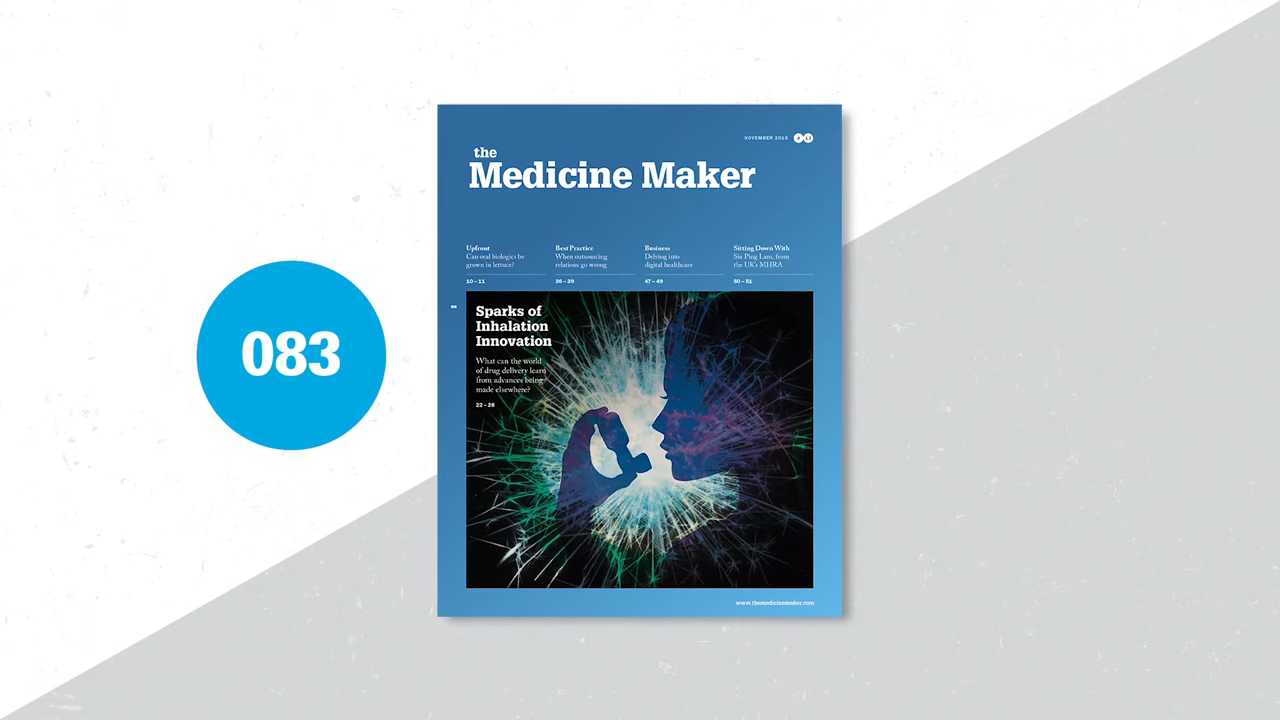 083
NOVEMBER 2015 # 13
the
Medicine Maker
Upfront
Can oral biologics be
grown in lettuce?
10 – 11
Best Practice
When outsourcing
relations go wrong
36 – 39
Business
Delving into
digital healthcare
47 – 49
Sitting Down With
Siu Ping Lam, from
the UK's MHRA
50 – 51
Sparks of
Inhalation
Innovation
What can the world
of drug delivery learn
from advances being
made elsewhere?
22 – 28
www.themedicinemaker.com